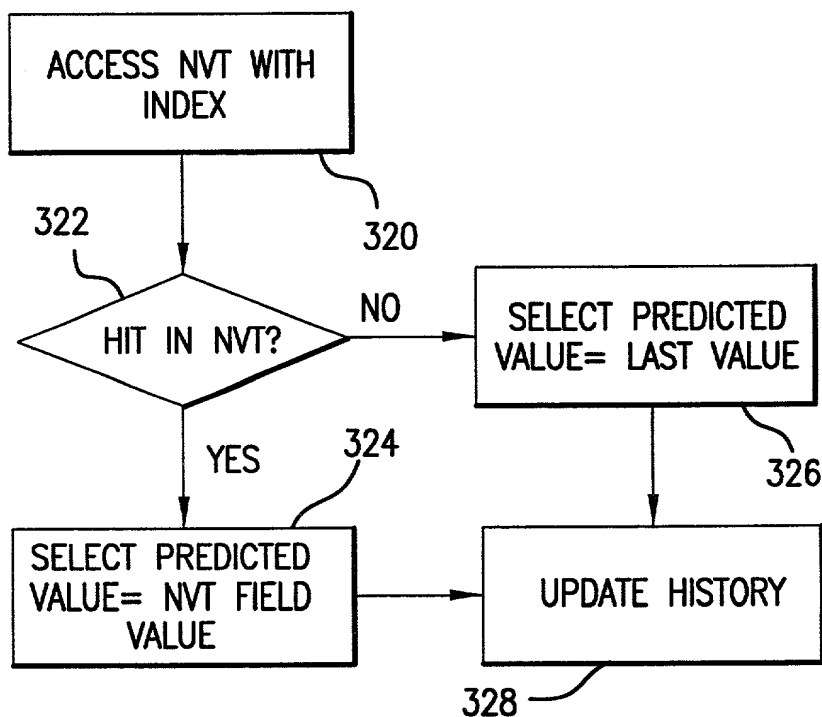 ACCESS NVT WITH
INDEX
320
322
HIT IN NVT?
NO
SELECT PREDICTED
VALUE= LAST VALUE
326
YES
324
SELECT PREDICTED
VALUE= NVT FIELD
VALUE
UPDATE HISTORY
328